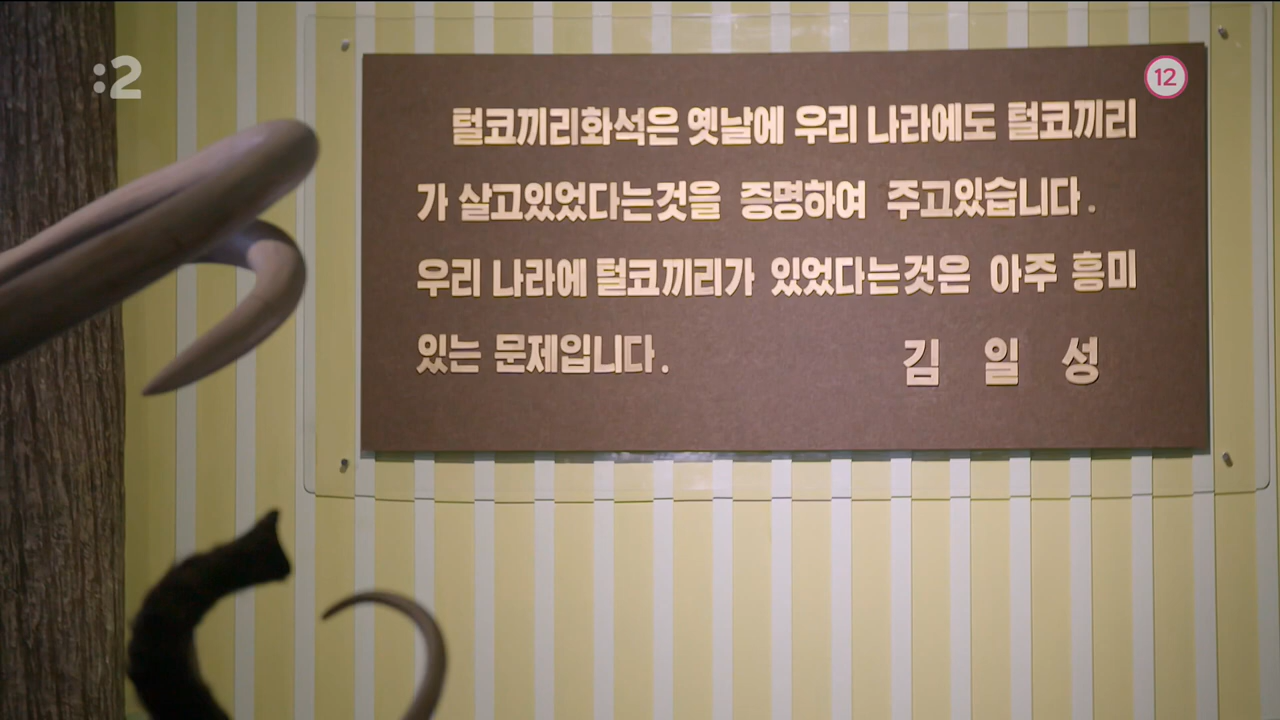 :2
12
털코끼리화석은 옛날에 우리 나라에도 털코끼리
가 살고있었다는것을 증명하여 주고있습니다.
우리 나라에 털코끼리가 있었다는것은 아주 흥미
있는 문제입니다.
김 일 성